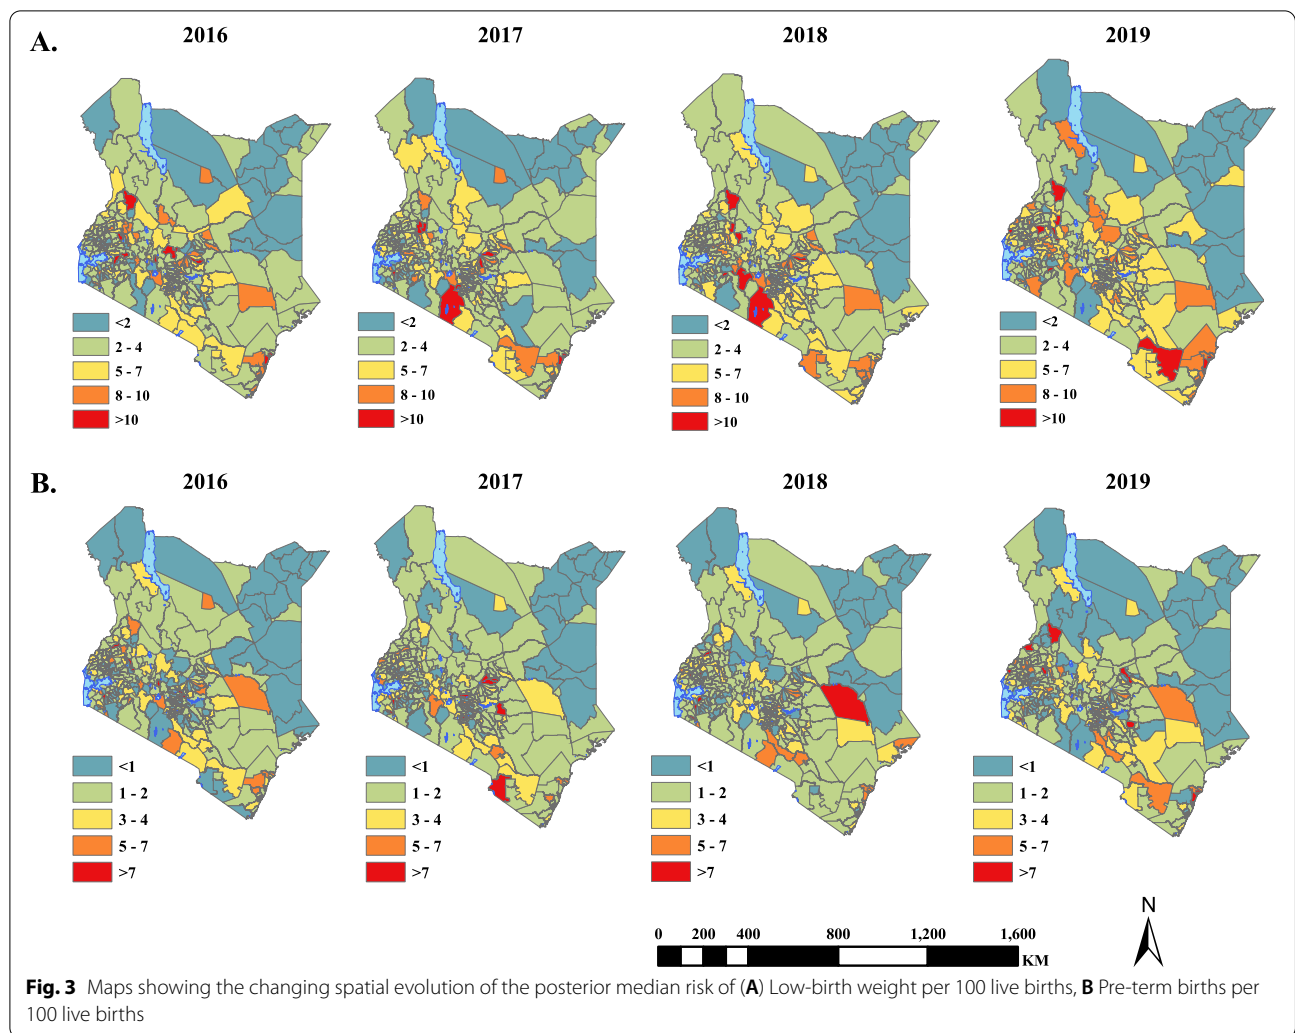 A.
2016
2017
2018
2019
<2
2 - 4
5 - 7
8 - 10
>10
<2
2 - 4
5 - 7
8 - 10
>10
<2
2 - 4
5 - 7
8 - 10
>10
<2
2 - 4
5 - 7
8 - 10
>10
B.
2016
2017
2018
2019
<1
1 - 2
3 - 4
5 - 7
>7
<1
1 - 2
3 - 4
5 - 7
>7
<1
1 - 2
3 - 4
5 - 7
>7
<1
1 - 2
3 - 4
5 - 7
>7
0 200 400 800 1,200 1,600
KM
N
Fig. 3 Maps showing the changing spatial evolution of the posterior median risk of (A) Low-birth weight per 100 live births, B Pre-term births per
100 live births